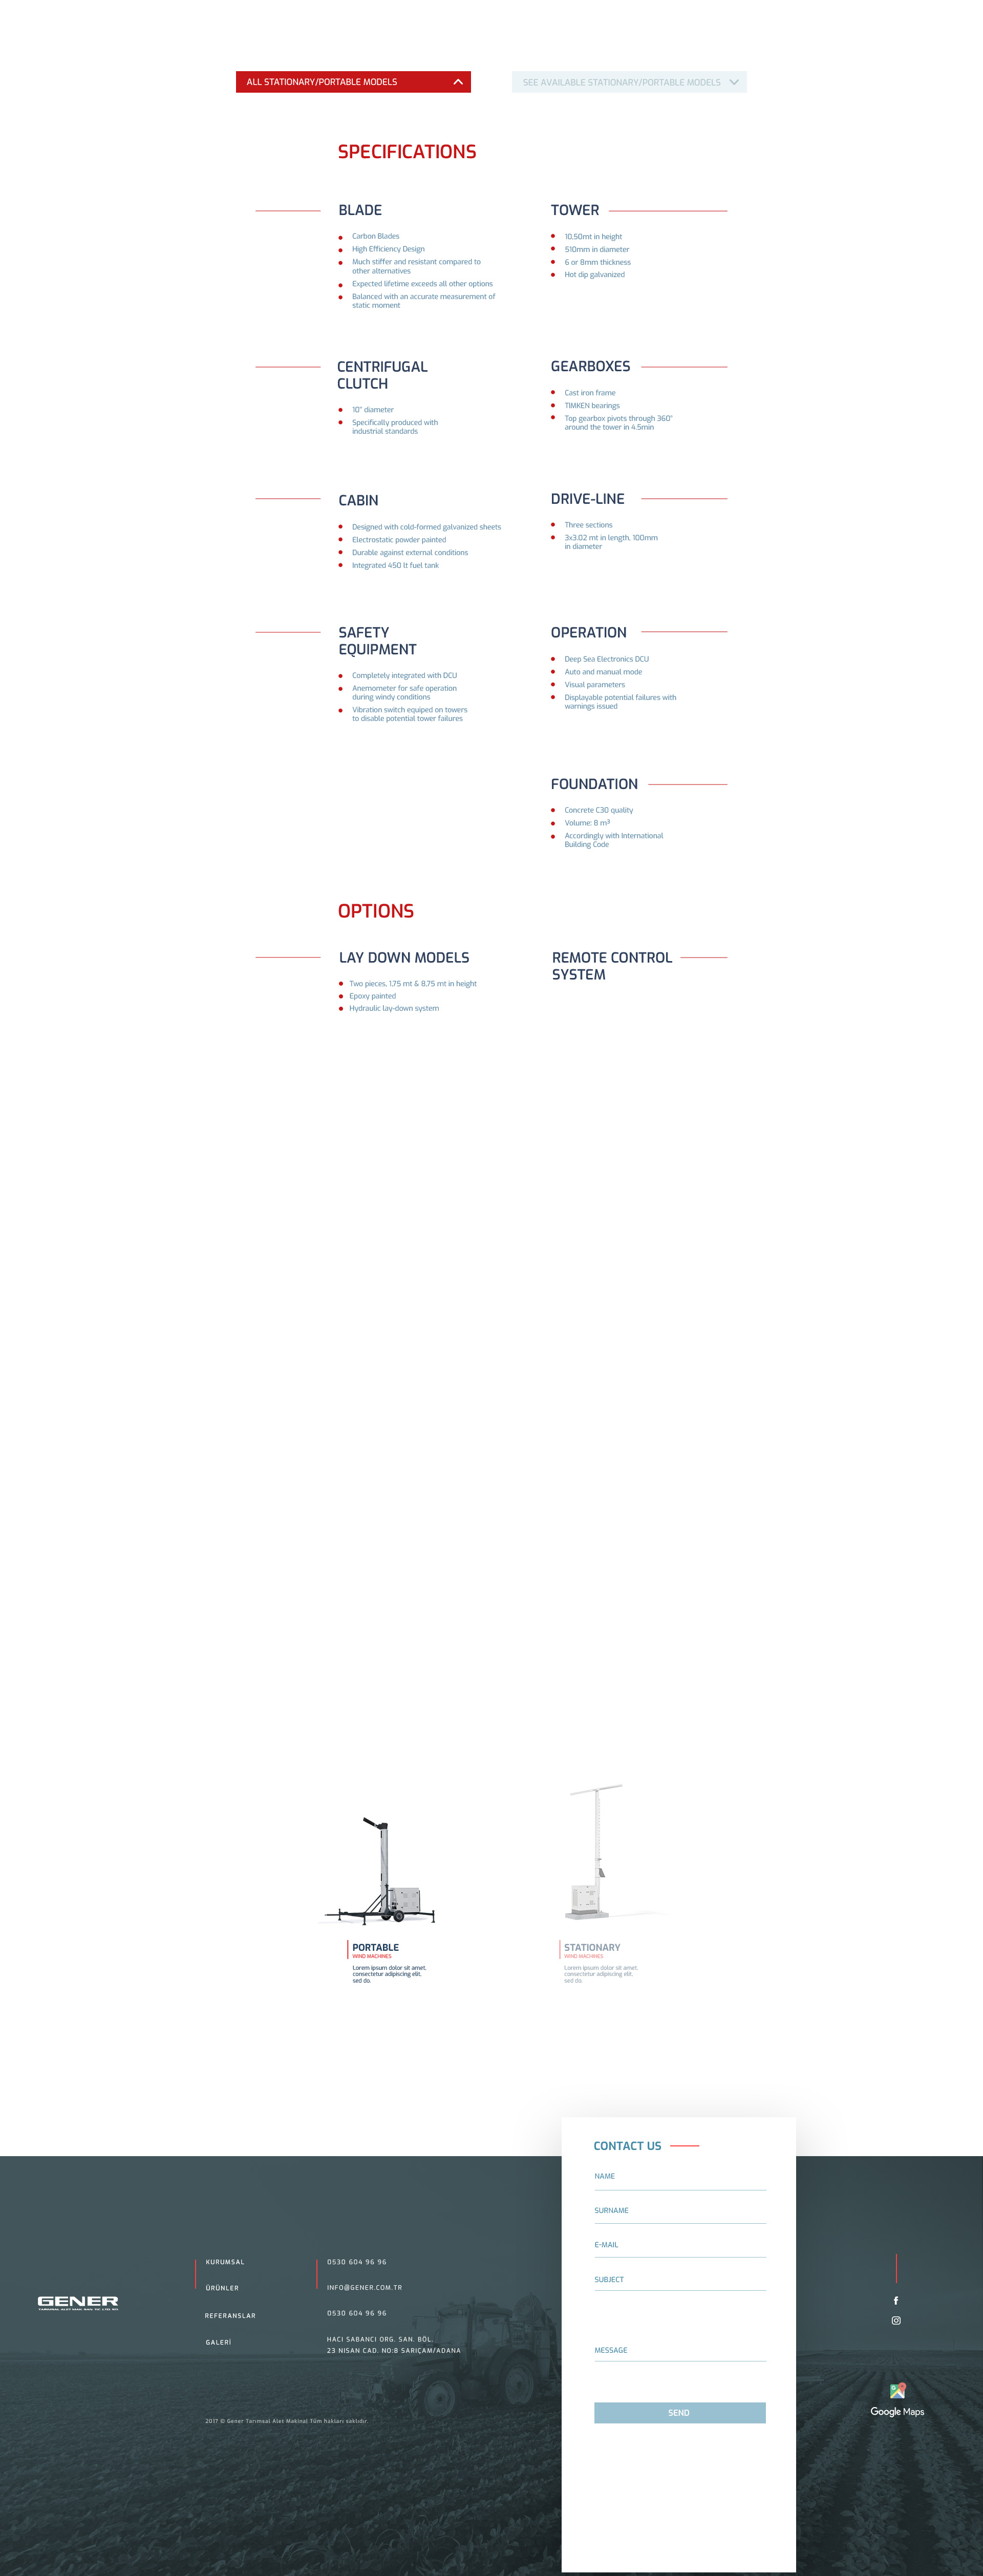 ALL STATIONARY/PORTABLE MODELS
SEE AVAILABLE STATIONARY/PORTABLE MODELS
SPECIFICATIONS
BLADE
Carbon Blades
High Efficiency Design
Much stiffer and resistant compared to
other alternatives
Expected lifetime exceeds all other options
Balanced with an accurate measurement of
static moment
TOWER
10,50mt in height
510mm in diameter
6 or 8mm thickness
Hot dip galvanized
CENTRIFUGAL
CLUTCH
10" diameter
Specifically produced with
industrial standards
GEARBOXES
Cast iron frame
TIMKEN bearings
Top gearbox pivots through 360°
around the tower in 4.5min
CABIN
Designed with cold-formed galvanized sheets
Electrostatic powder painted
Durable against external conditions
Integrated 450 lt fuel tank
DRIVE-LINE
Three sections
3x3.02 mt in length, 100mm
in diameter
SAFETY
EQUIPMENT
Completely integrated with DCU
Anemometer for safe operation
during windy conditions
Vibration switch equiped on towers
to disable potential tower failures
OPERATION
Deep Sea Electronics DCU
Auto and manual mode
Visual parameters
Displayable potential failures with
warnings issued
FOUNDATION
Concrete C30 quality
Volume: 8 m³
Accordingly with International
Building Code
OPTIONS
LAY DOWN MODELS
Two pieces, 1,75 mt & 8,75 mt in height
Epoxy painted
Hydraulic lay-down system
REMOTE CONTROL
SYSTEM
PORTABLE
WIND MACHINES
Lorem ipsum dolor sit amet,
consectetur adipiscing elit,
sed do.
STATIONARY
WIND MACHINES
Lorem ipsum dolor sit amet,
consectetur adipiscing elit,
sed do.
CONTACT US
NAME
SURNAME
E-MAIL
SUBJECT
MESSAGE
SEND
GENER
KURUMSAL
ÜRÜNLER
REFERANSLAR
GALERİ
0530 604 96 96
INFO@GENER.COM.TR
0530 604 96 96
HACI SABANCI ORG. SAN. BÖL.
23 NISAN CAD. NO:8 SARIÇAM/ADANA
2017 © Gener Tarımsal Alet Makinal Tüm hakları saklıdır.
Google Maps